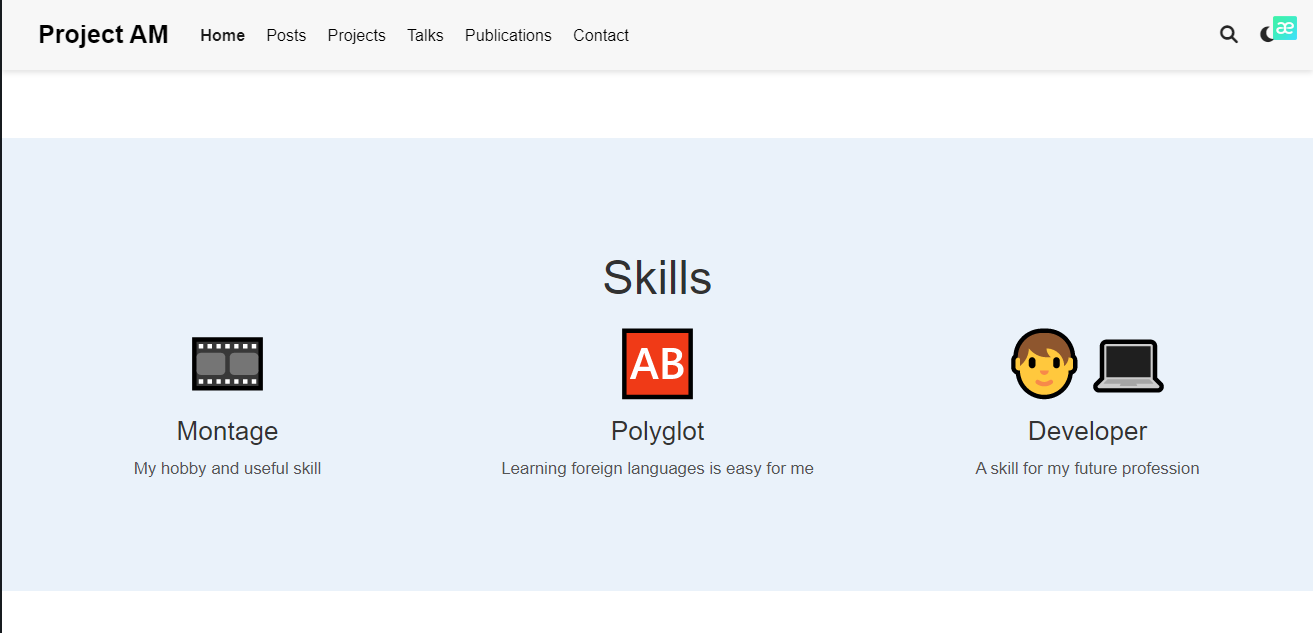 Project AM Home Posts Projects Talks Publications Contact æ
Skills
AB
Montage Polyglot Developer
My hobby and useful skill Learning foreign languages is easy for me A skill for my future profession